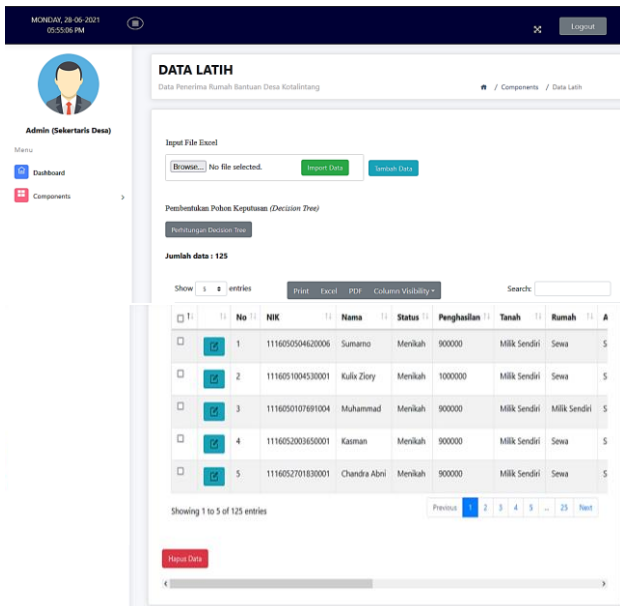 MONDAY, 28-06-2021
05:55:06 PM
Logout
DATA LATIH
Data Penerima Rumah Bantuan Desa Kotalintang
/ Components / Data Latih
Admin (Sekertaris Desa)
Menu
Dashboard
Components
Input File Excel
Browse... No file selected.
Import Data
Tambah Data
Pembentukan Pohon Keputusan (Decision Tree)
Perhitungan Decision Tree
Jumlah data : 125
Show 5 entries
Print Excel PDF Column Visibility
Search:
No NIK Nama Status Penghasilan Tanah Rumah A
1 1116050504620006 Sumarno Menikah 900000 Milik Sendiri Sewa S
2 1116051004530001 Kulix Ziory Menikah 1000000 Milik Sendiri Sewa S
3 1116050107691004 Muhammad Menikah 900000 Milik Sendiri Milik Sendiri S
4 1116052003650001 Kasman Menikah 900000 Milik Sendiri Sewa S
5 1116052701830001 Chandra Abni Menikah 900000 Milik Sendiri Sewa S
Showing 1 to 5 of 125 entries
Previous 1 2 3 4 5 ... 25 Next
Hapus Data